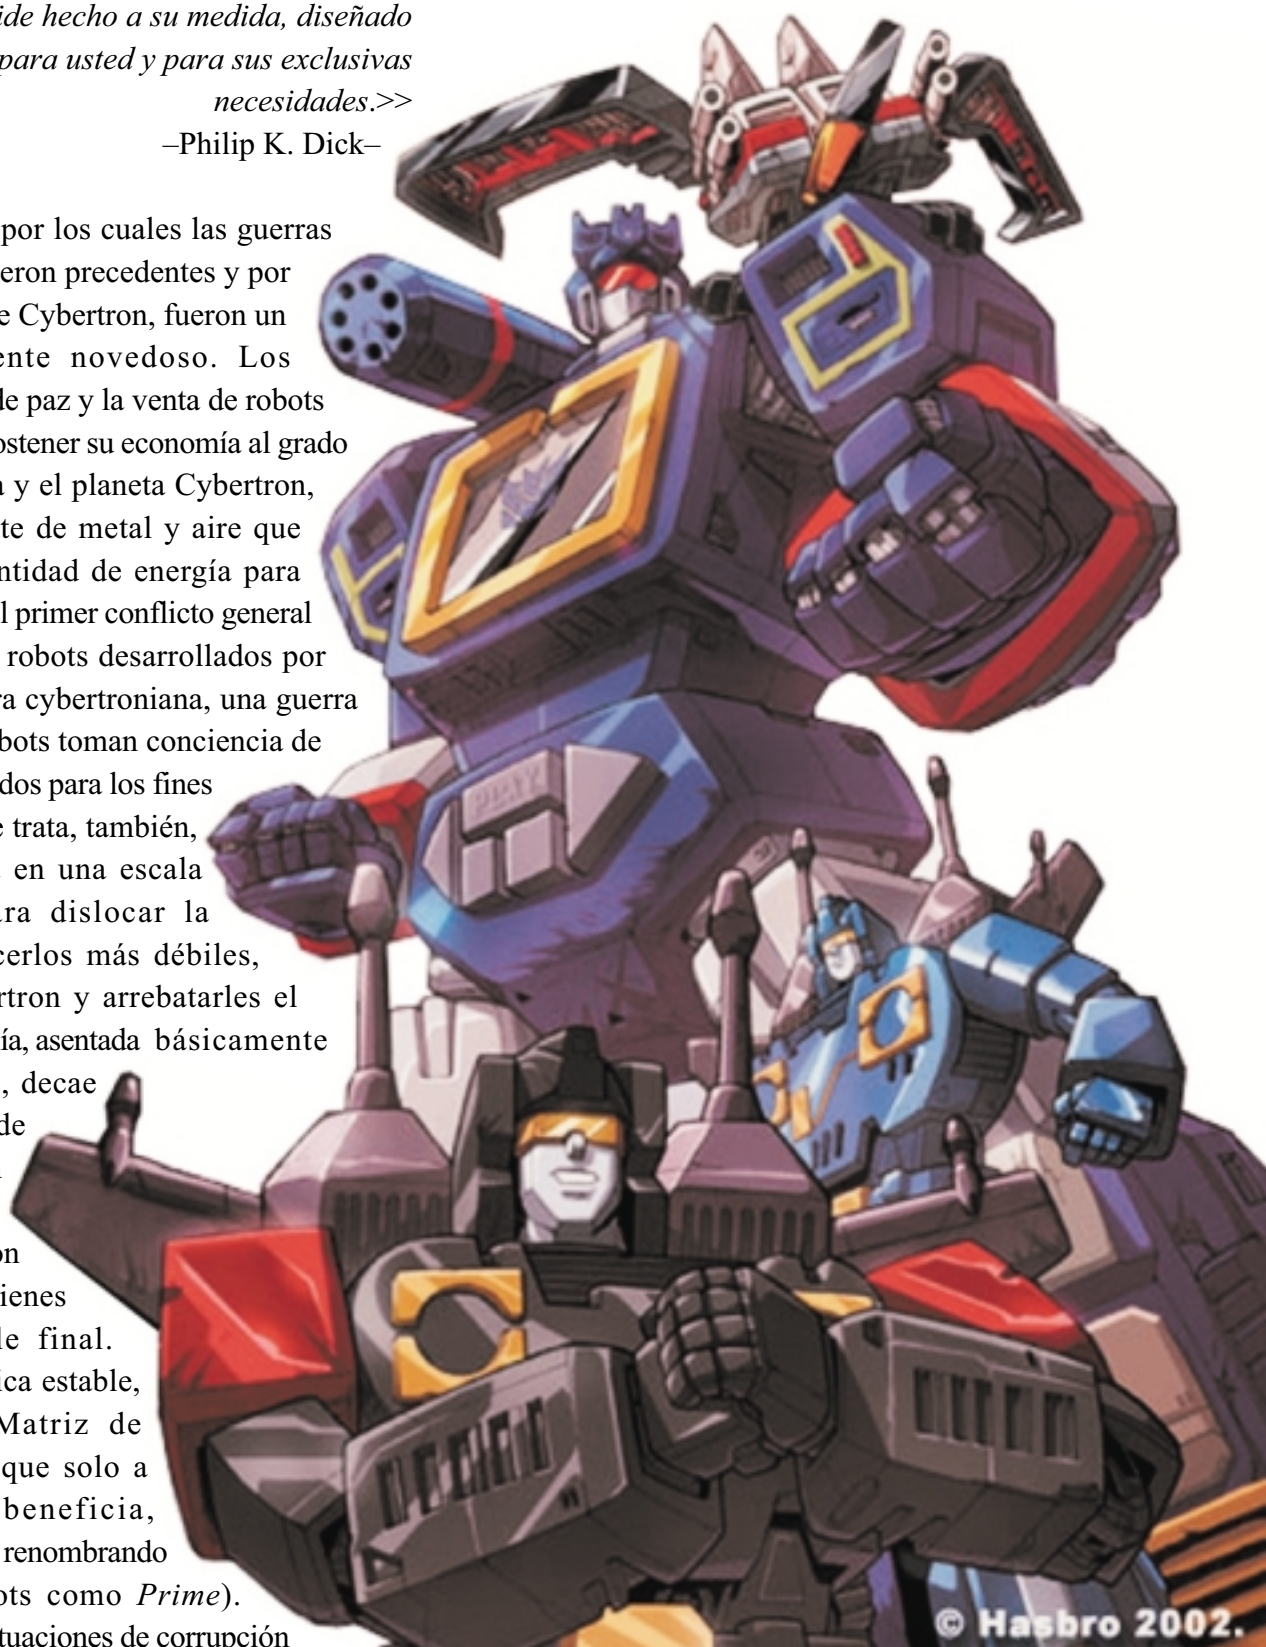 ide hecho a su medida, diseñado
para usted y para sus exclusivas
necesidades.>>
–Philip K. Dick–
por los cuales las guerras
eron precedentes y por
e Cybertron, fueron un
ente novedoso. Los
de paz y la venta de robots
ostener su economía al grado
a y el planeta Cybertron,
te de metal y aire que
ntidad de energía para
l primer conflicto general
robots desarrollados por
ra cybertroniana, una guerra
bots toman conciencia de
dos para los fines
e trata, también,
en una escala
ara dislocar la
cerlos más débiles,
rtron y arrebatarles el
ía, asentada básicamente
, decae
de
on
ienes
le final.
ica estable,
Matriz de
que solo a
beneficia,
renombrando
ots como Prime).
tuaciones de corrupción
© Hasbro 2002.